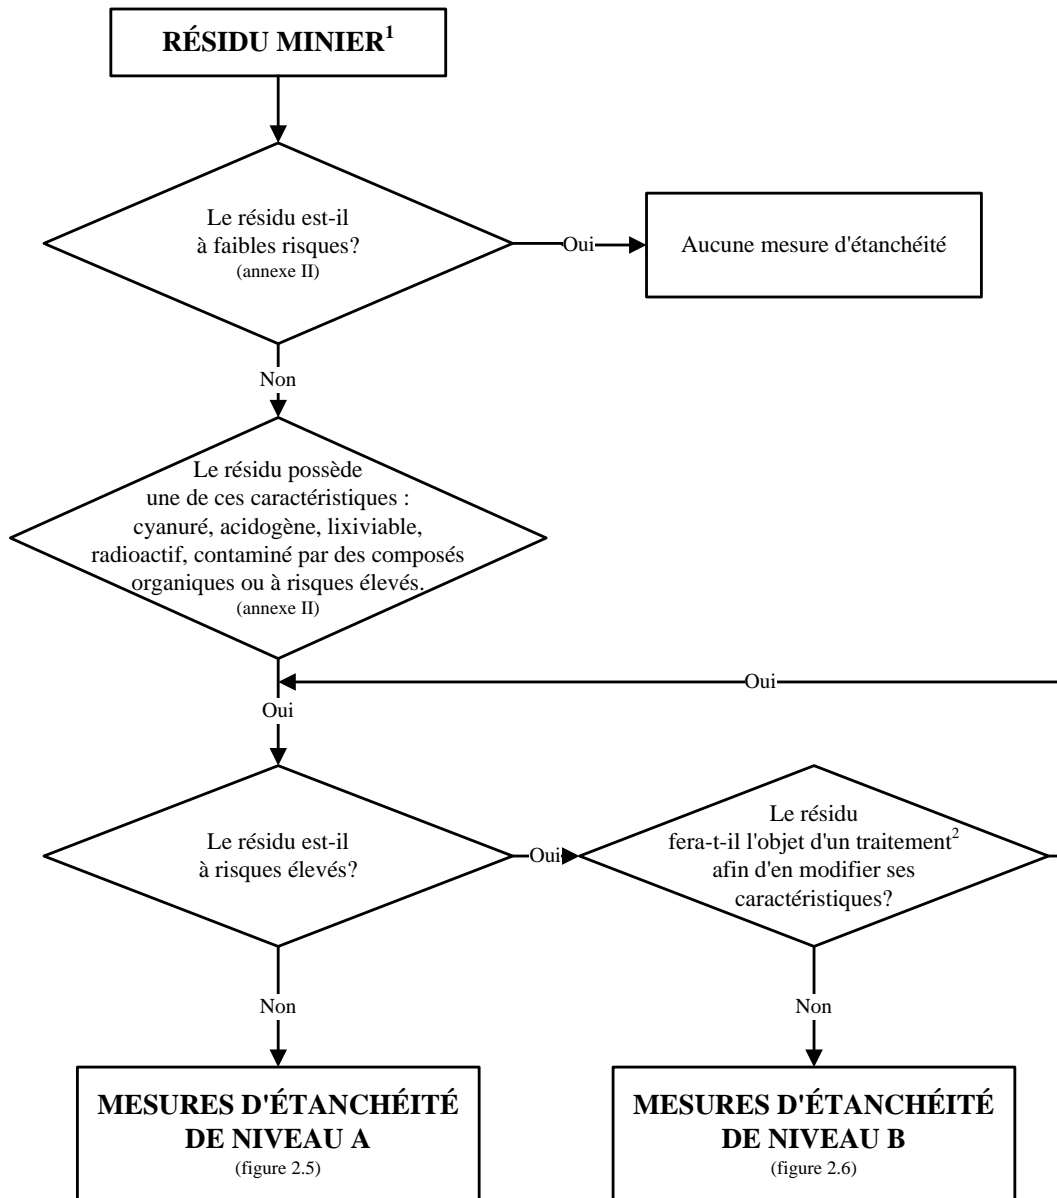 RÉSIDU MINIER1
Le résidu est-il
à faibles risques?
(annexe II)
Oui
Aucune mesure d'étanchéité
Non
Le résidu possède
une de ces caractéristiques :
cyanuré, acidogène, lixiviable,
radioactif, contaminé par des composés
organiques ou à risques élevés.
(annexe II)
Oui
Oui
Le résidu est-il
à risques élevés?
Oui
Le résidu
fera-t-il l'objet d'un traitement2
afin d'en modifier ses
caractéristiques?
Non
Non
MESURES D'ÉTANCHÉITÉ
DE NIVEAU A
(figure 2.5)
MESURES D'ÉTANCHÉITÉ
DE NIVEAU B
(figure 2.6)